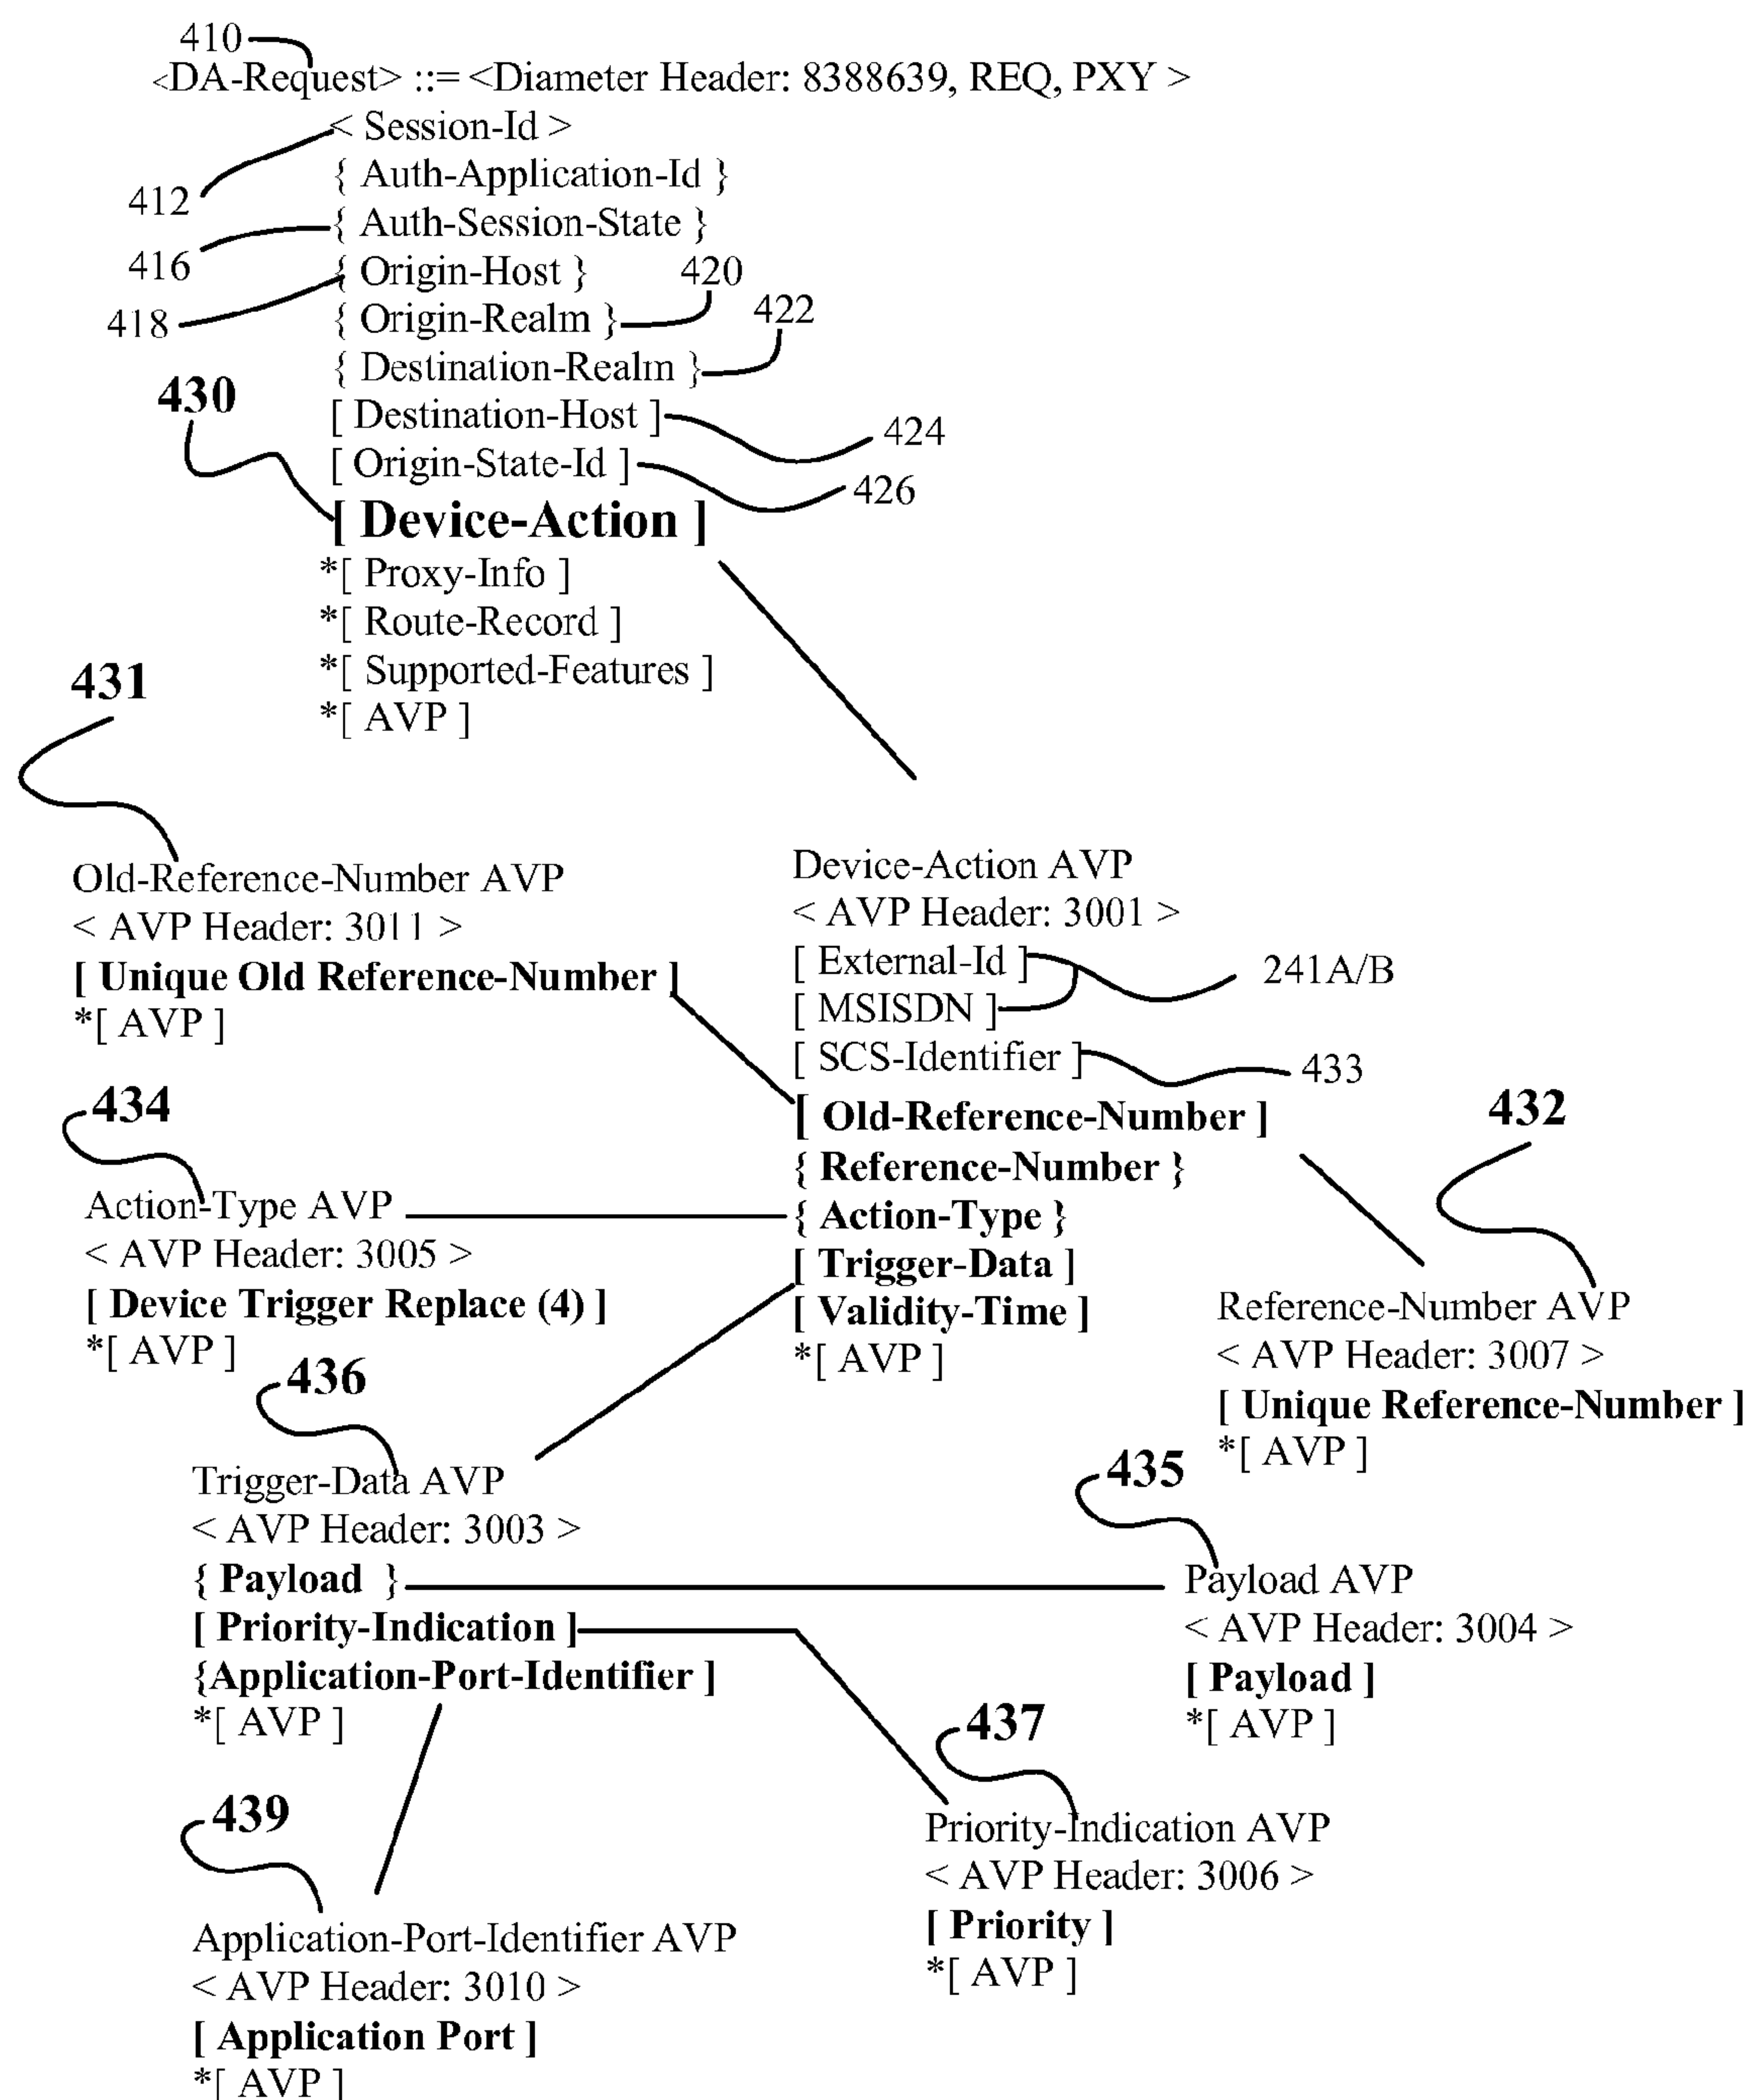 410
<DA-Request> ::= <Diameter Header: 8388639, REQ, PXY >
< Session-Id >
{ Auth-Application-Id }
412
{ Auth-Session-State }
416
{ Origin-Host }
420
418
{ Origin-Realm }
422
{ Destination-Realm }
430
[ Destination-Host ]
424
[ Origin-State-Id ]
426
[ Device-Action ]
*[ Proxy-Info ]
*[ Route-Record ]
*[ Supported-Features ]
*[ AVP ]
431
Old-Reference-Number AVP
< AVP Header: 3011 >
[ Unique Old Reference-Number ]
*[ AVP ]
Device-Action AVP
< AVP Header: 3001 >
[ External-Id ]
241A/B
[ MSISDN ]
[ SCS-Identifier ]
433
[ Old-Reference-Number ]
{ Reference-Number }
{ Action-Type }
[ Trigger-Data ]
[ Validity-Time ]
*[ AVP ]
434
Action-Type AVP
< AVP Header: 3005 >
[ Device Trigger Replace (4) ]
*[ AVP ]
432
Reference-Number AVP
< AVP Header: 3007 >
[ Unique Reference-Number ]
*[ AVP ]
436
Trigger-Data AVP
< AVP Header: 3003 >
{ Payload }
[ Priority-Indication ]
{Application-Port-Identifier ]
*[ AVP ]
435
Payload AVP
< AVP Header: 3004 >
[ Payload ]
*[ AVP ]
437
Priority-Indication AVP
< AVP Header: 3006 >
[ Priority ]
*[ AVP ]
439
Application-Port-Identifier AVP
< AVP Header: 3010 >
[ Application Port ]
*[ AVP ]